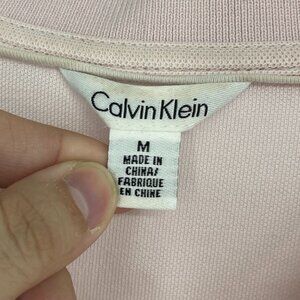 Calvin Klein
M
MADE IN
CHINA/
FABRIQUE
EN CHINE